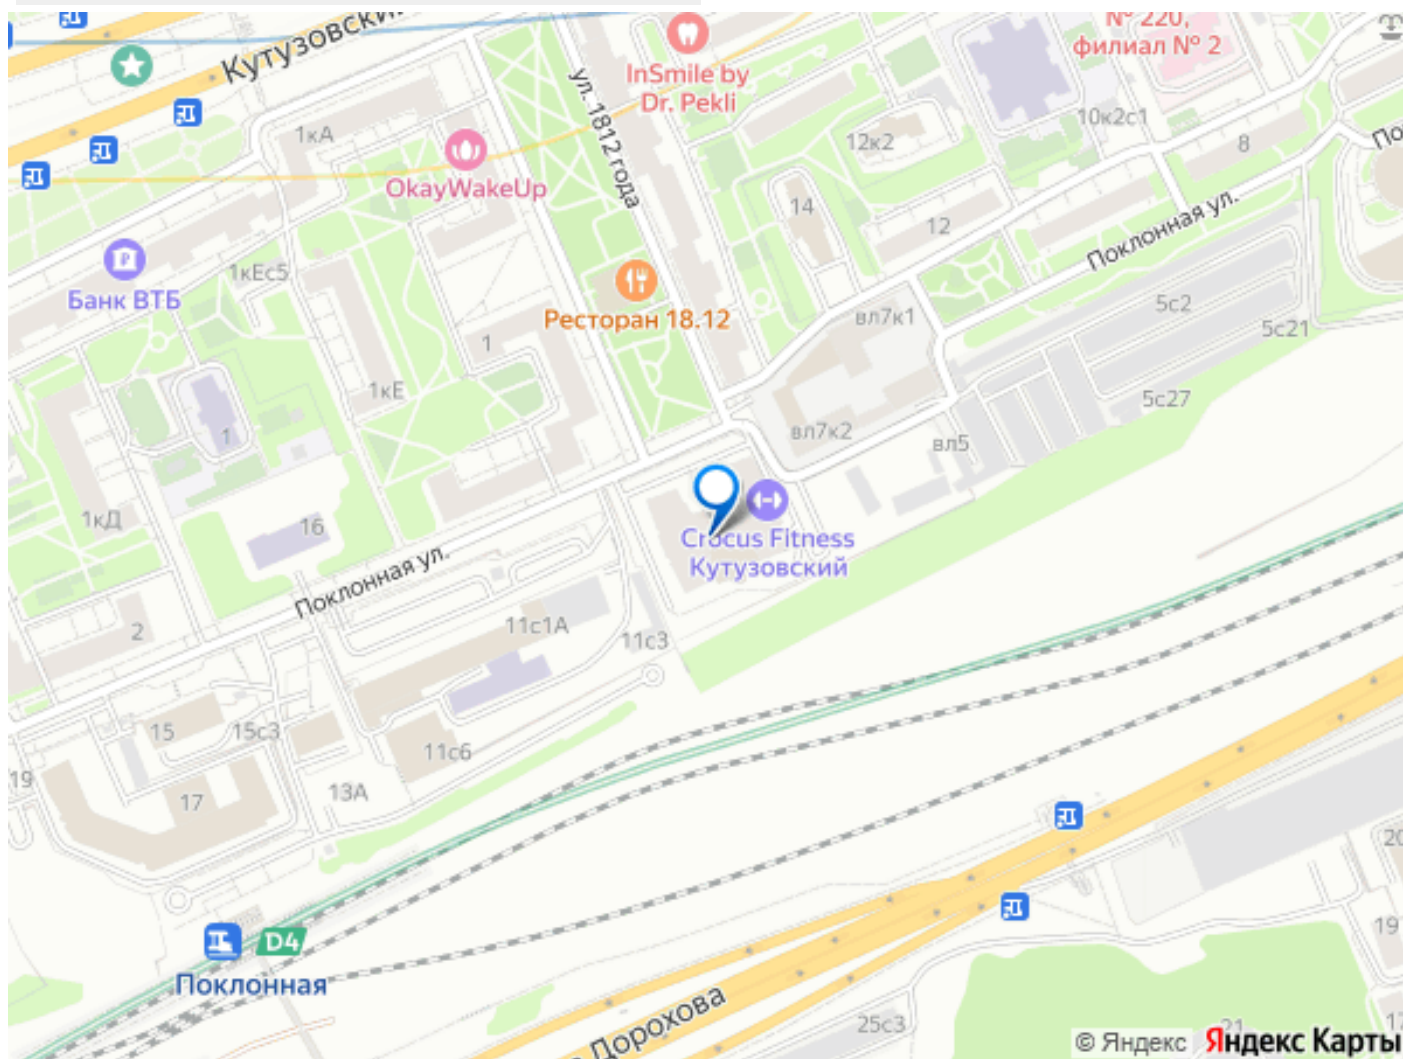 Кутузовский
№ 220,
филиал № 2
InSmile by
Dr. Pekli
ул. 1812 года
1кА
10к2с1
12к2
8
OkayWakeUp
14
12
Поклонная ул.
Банк ВТБ
1кЕс5
Ресторан 18.12
вл7к1
5с2
5с21
1
1кЕ
5с27
1
вл7к2
вл5
1кД
16
Crocus Fitness
Кутузовский
Поклонная ул.
2
11с1А
11с3
15
15с3
11с6
19
17
13А
20
D4
Поклонная
19
Дорохова
25с3
21
17
© Яндекс
Яндекс Карты